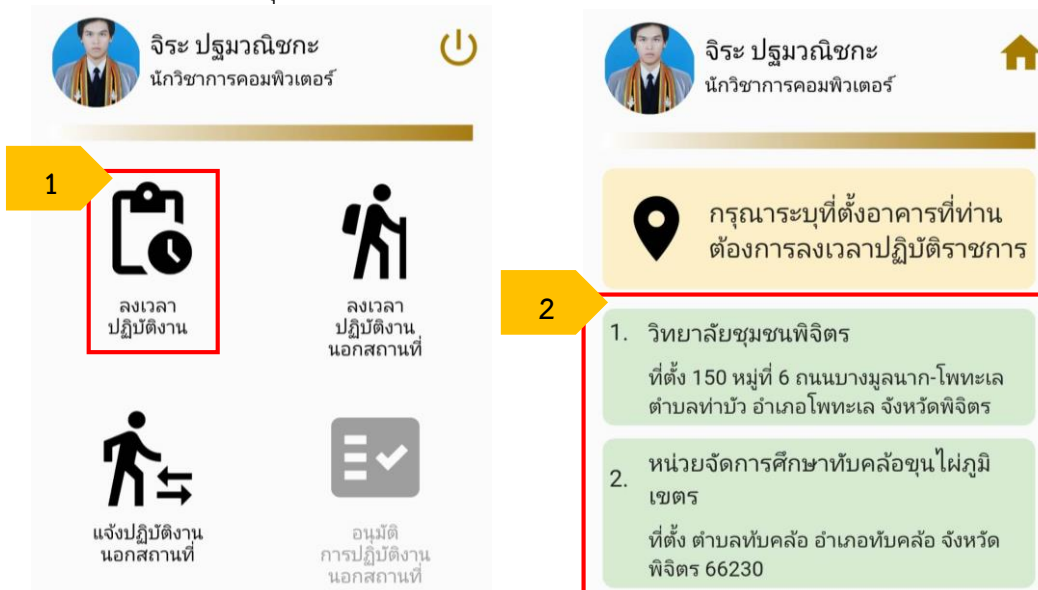 จิระ ปฐมวณิชกะ
นักวิชาการคอมพิวเตอร์
1
ลงเวลา
ปฏิบัติงาน
ลงเวลา
ปฏิบัติงาน
นอกสถานที่
แจ้งปฏิบัติงาน
นอกสถานที่
อนุมัติ
การปฏิบัติงาน
นอกสถานที่
จิระ ปฐมวณิชกะ
นักวิชาการคอมพิวเตอร์
กรุณาระบุที่ตั้งอาคารที่ท่าน
ต้องการลงเวลาปฏิบัติราชการ
2
1. วิทยาลัยชุมชนพิจิตร
ที่ตั้ง 150 หมู่ที่ 6 ถนนบางมูลนาก-โพทะเล
ตำบลท่าบัว อำเภอโพทะเล จังหวัดพิจิตร
2. หน่วยจัดการศึกษาทับคล้อขุนไผ่ภูมิ
เขตร
ที่ตั้ง ตำบลทับคล้อ อำเภอทับคล้อ จังหวัด
พิจิตร 66230